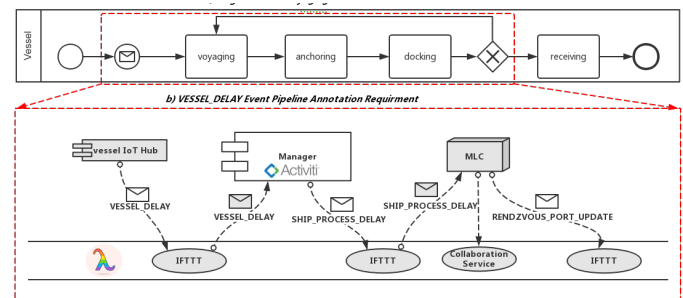 Vessel
voyaging
anchoring
docking
receiving
b) VESSEL_DELAY Event Pipeline Annotation Requirment
vessel IoT Hub
Manager
Activiti
MLC
VESSEL_DELAY
VESSEL_DELAY
SHIP_PROCESS_DELAY
SHIP_PROCESS_DELAY
RENDZVOUS_PORT_UPDATE
λ
IFTTT
IFTTT
Collaboration
Service
IFTTT